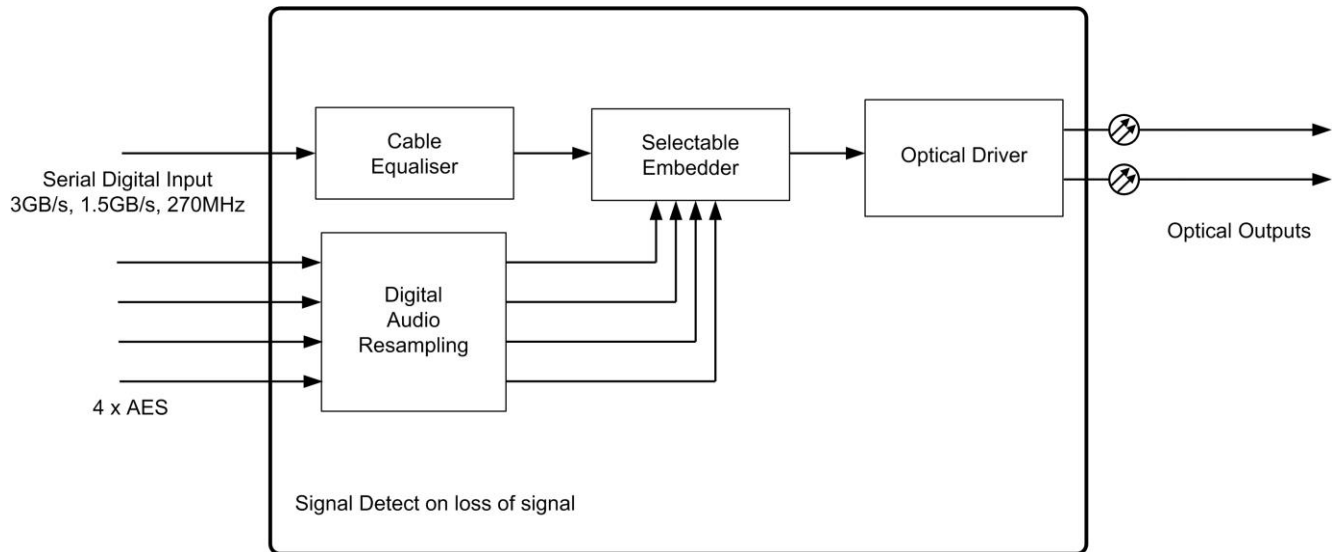 Cable
Equaliser
Selectable
Embedder
Optical Driver
Serial Digital Input
3GB/s, 1.5GB/s, 270MHz
Optical Outputs
Digital
Audio
Resampling
4 x AES
Signal Detect on loss of signal